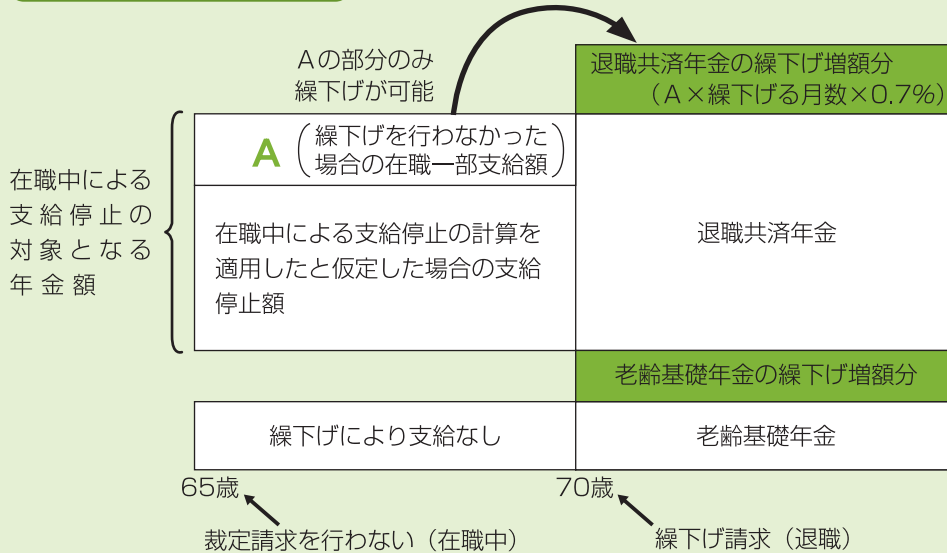 Aの部分のみ
繰下げが可能
退職共済年金の繰下げ増額分
（A×繰下げる月数×0.7%）
A（繰下げを行わなかった
場合の在職一部支給額）
在職中による
支給停止の
対象となる
年金額
在職中による支給停止の計算を
適用したと仮定した場合の支給
停止額
退職共済年金
老齢基礎年金の繰下げ増額分
繰下げにより支給なし
老齢基礎年金
65歳
70歳
裁定請求を行わない（在職中）
繰下げ請求（退職）